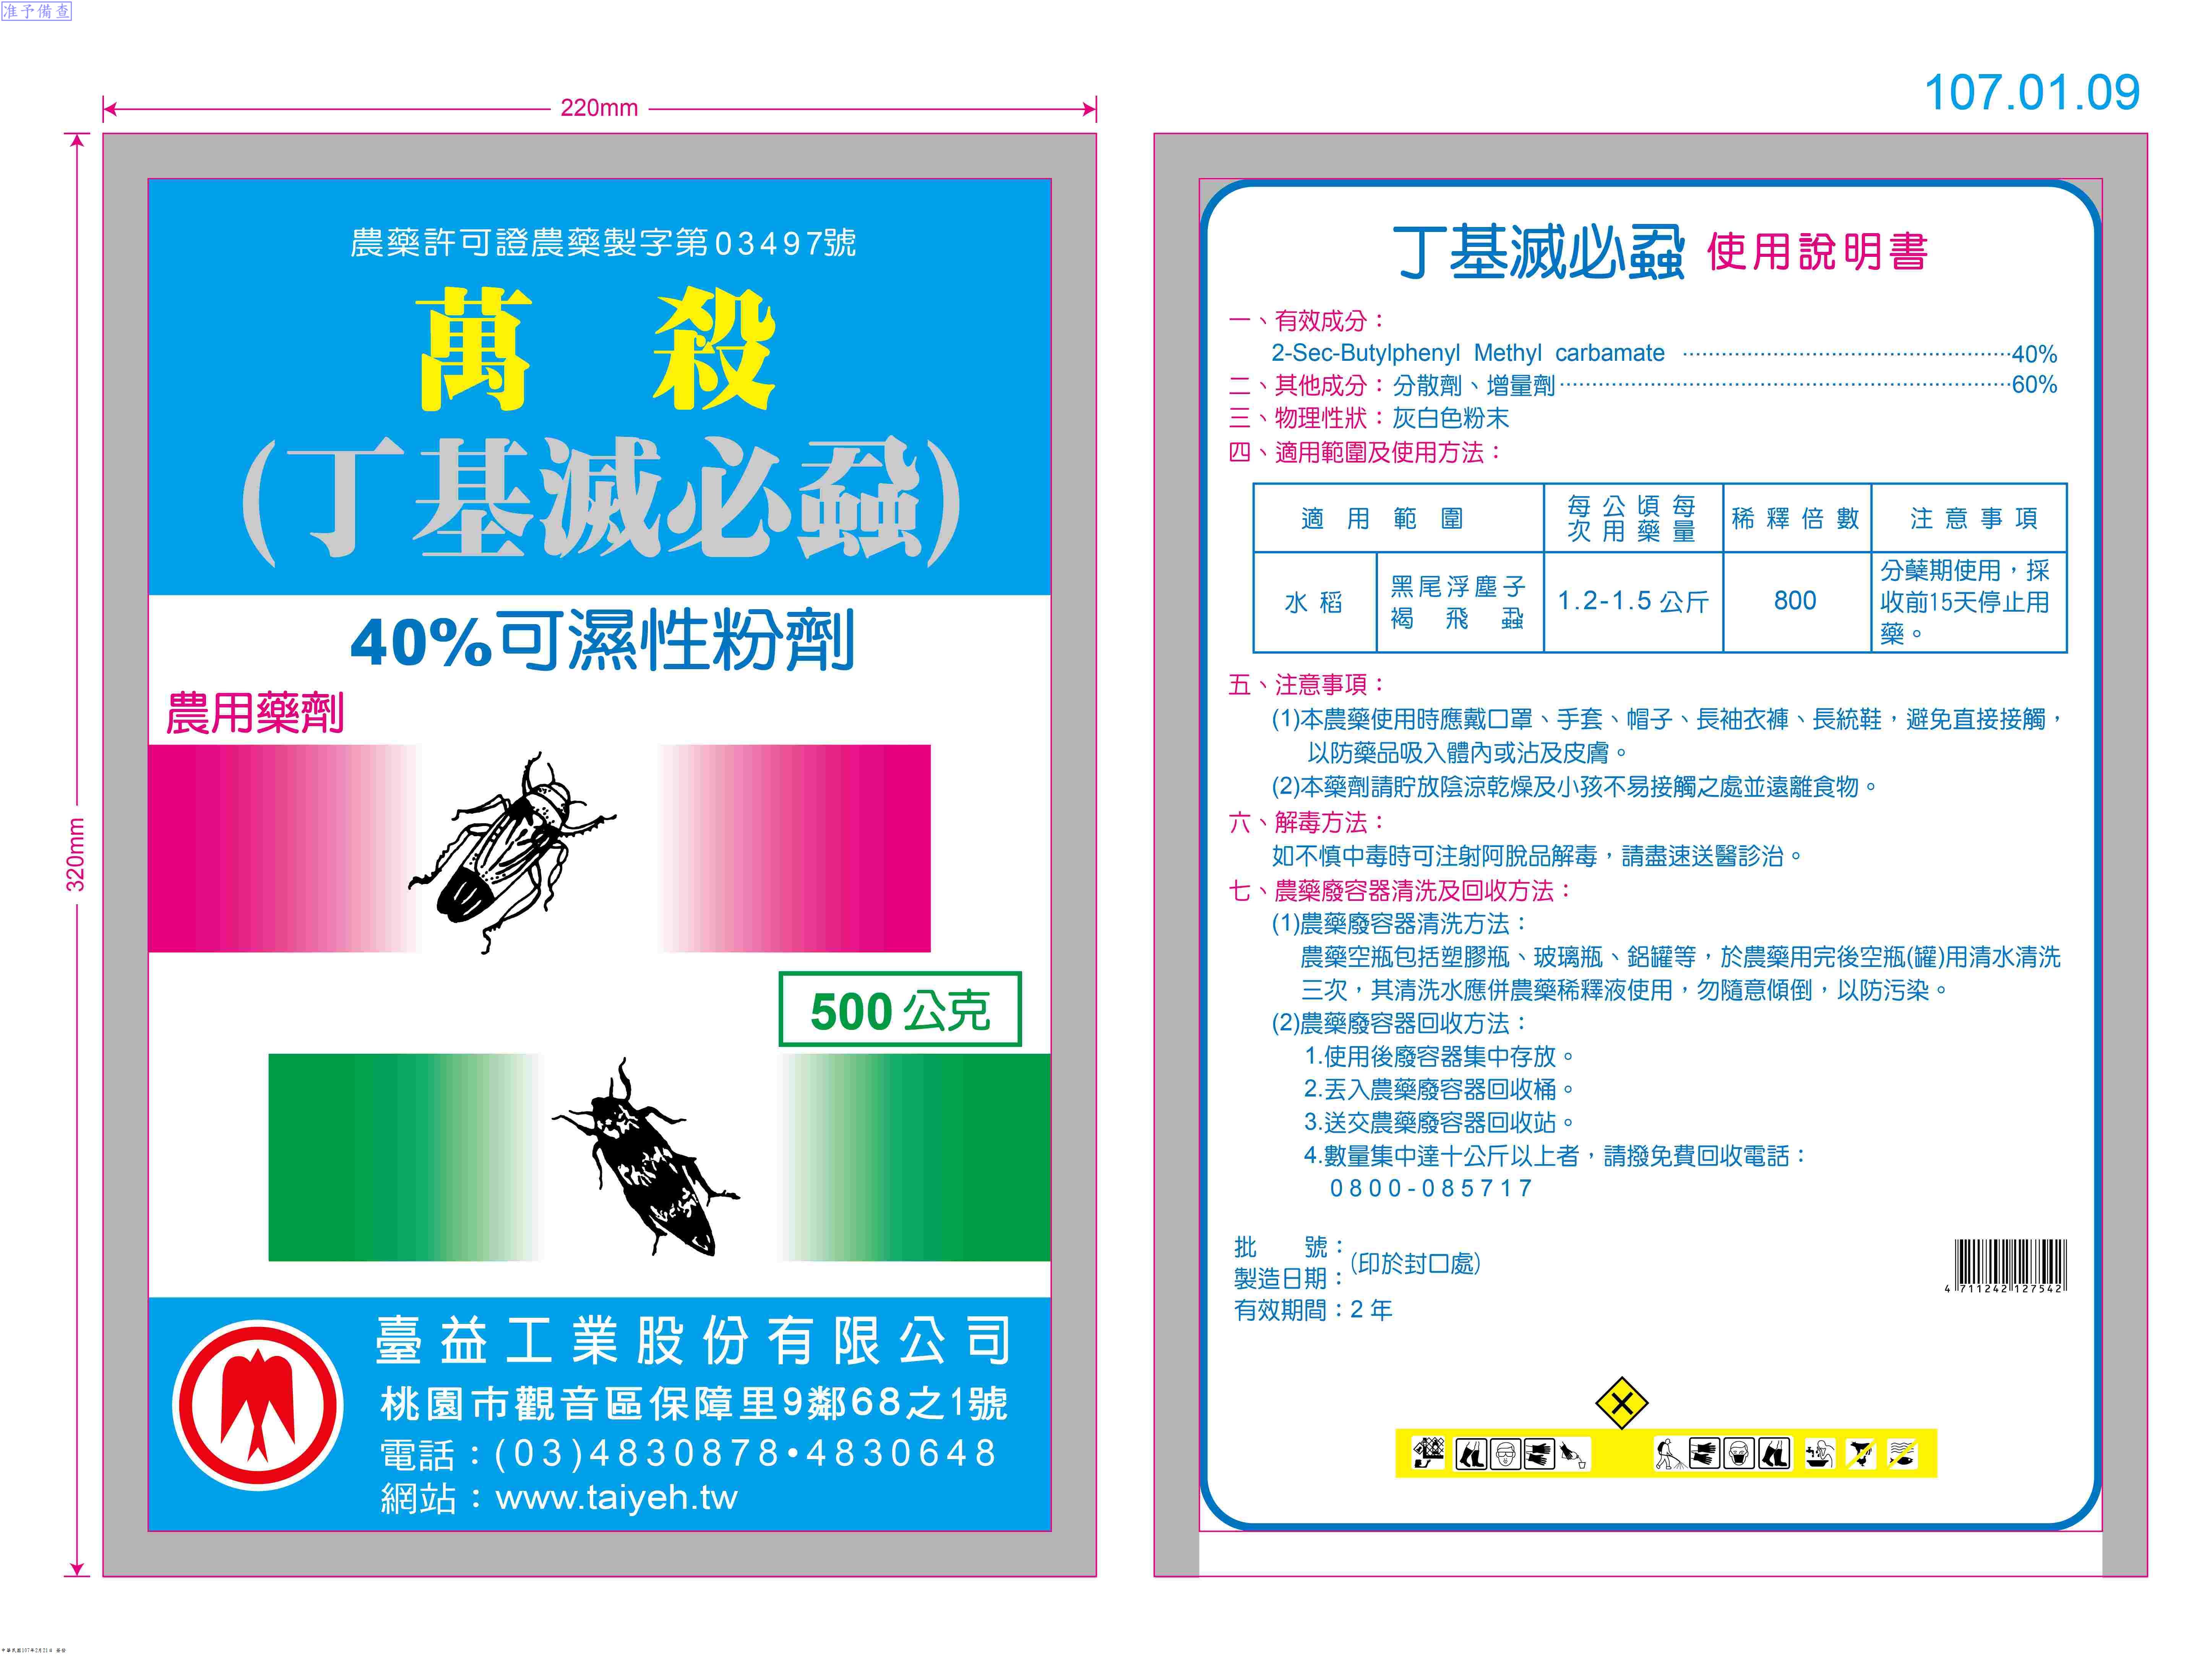 准予備查
107.01.09
220mm
320mm
農藥許可證農藥製字第03497號
萬 殺
(丁基滅必蝨)
40%可濕性粉劑
農用藥劑
500公克
臺益工業股份有限公司
桃園市觀音區保障里9鄰68之1號
電話：(03)4830878•4830648
網站：www.taiyeh.tw
丁基滅必蝨 使用說明書
一、有效成分：
2-Sec-Butylphenyl Methyl carbamate ……………………………………40%
二、其他成分：分散劑、增量劑……………………………………………60%
三、物理性狀：灰白色粉末
四、適用範圍及使用方法：
適用範圍 每公頃每次用藥量 稀釋倍數 注意事項
水稻 黑尾浮塵子 褐飛蝨 1.2-1.5公斤 800 分蘗期使用，採
收前15天停止用
藥。
五、注意事項：
(1)本農藥使用時應戴口罩、手套、帽子、長袖衣褲、長統鞋，避免直接接觸，
以防藥品吸入體內或沾及皮膚。
(2)本藥劑請貯放陰涼乾燥及小孩不易接觸之處並遠離食物。
六、解毒方法：
如不慎中毒時可注射阿脫品解毒，請盡速送醫診治。
七、農藥廢容器清洗及回收方法：
(1)農藥廢容器清洗方法：
農藥空瓶包括塑膠瓶、玻璃瓶、鋁罐等，於農藥用完後空瓶(罐)用清水清洗
三次，其清洗水應併農藥稀釋液使用，勿隨意傾倒，以防污染。
(2)農藥廢容器回收方法：
1.使用後廢容器集中存放。
2.丟入農藥廢容器回收桶。
3.送交農藥廢容器回收站。
4.數量集中達十公斤以上者，請撥免費回收電話：
0800-085717
批 號：
製造日期：(印於封口處)
有效期間：2年
4 711242 127542